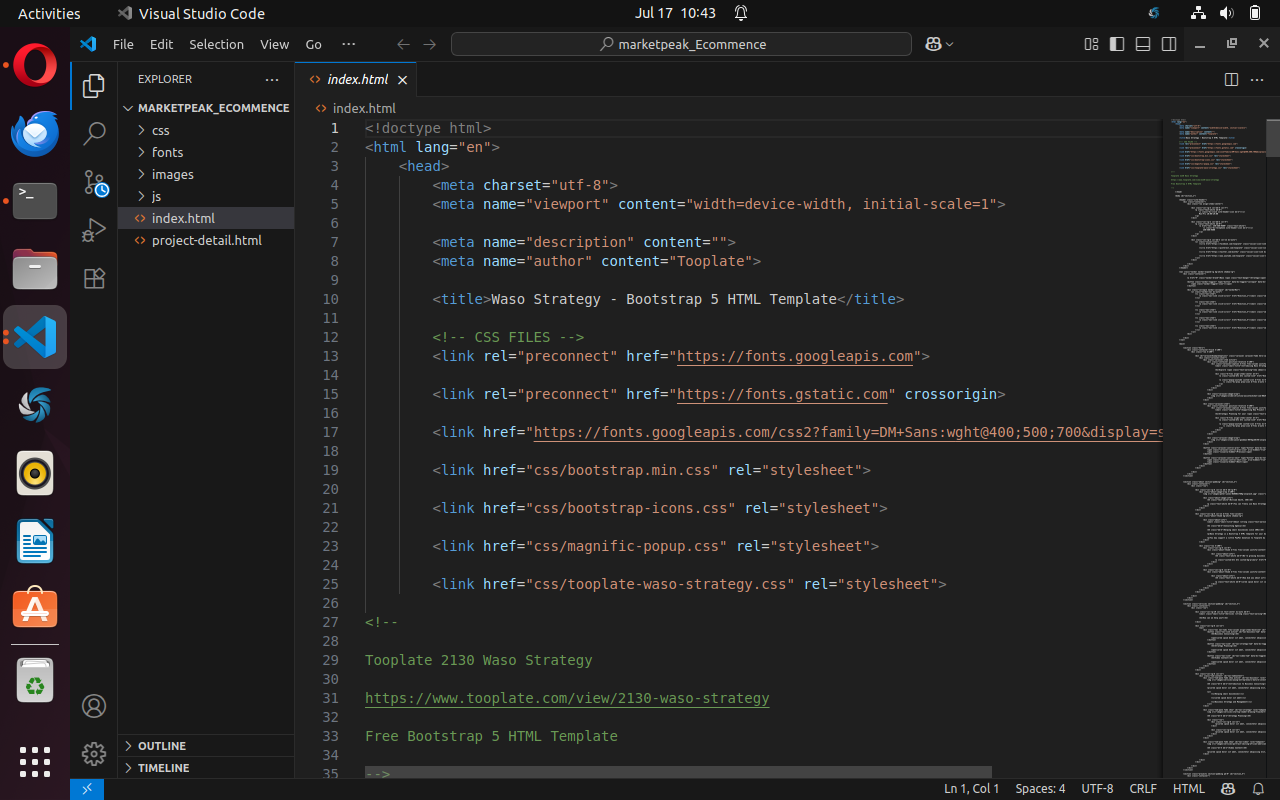 Activities
Visual Studio Code
Jul 17 10:43
File Edit Selection View Go ···
marketpeak_Ecommence
EXPLORER
MARKETPEAK_ECOMMENCE
css
fonts
images
js
index.html
project-detail.html
OUTLINE
TIMELINE
index.html
index.html
1 <!doctype html>
2 <html lang="en">
3 <head>
4 <meta charset="utf-8">
5 <meta name="viewport" content="width=device-width, initial-scale=1">
6
7 <meta name="description" content="">
8 <meta name="author" content="Tooplate">
9
10 <title>Waso Strategy - Bootstrap 5 HTML Template</title>
11
12 <!-- CSS FILES -->
13 <link rel="preconnect" href="https://fonts.googleapis.com">
14
15 <link rel="preconnect" href="https://fonts.gstatic.com" crossorigin>
16
17 <link href="https://fonts.googleapis.com/css2?family=DM+Sans:wght@400;500;700&display=s
18
19 <link href="css/bootstrap.min.css" rel="stylesheet">
20
21 <link href="css/bootstrap-icons.css" rel="stylesheet">
22
23 <link href="css/magnific-popup.css" rel="stylesheet">
24
25 <link href="css/tooplate-waso-strategy.css" rel="stylesheet">
26
27 <!--
28
29 Tooplate 2130 Waso Strategy
30
31 https://www.tooplate.com/view/2130-waso-strategy
32
33 Free Bootstrap 5 HTML Template
34
35 -->
Ln 1, Col 1 Spaces: 4 UTF-8 CRLF HTML